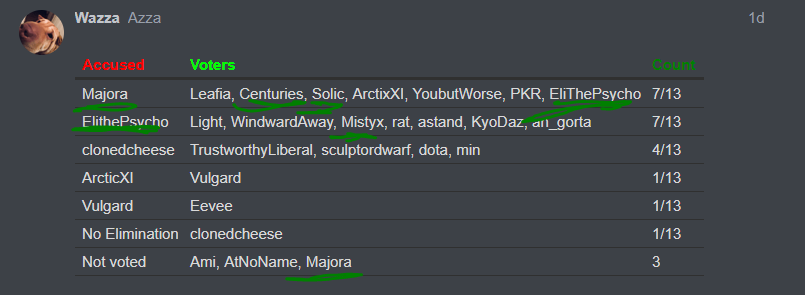 Wazza Azza 1d
Accused Voters Count
Majora Leafia, Centuries, Solic, ArctixXI, YoubutWorse, PKR, EliThePsycho 7/13
ElithePsycho Light, WindwardAway, Mistyx, rat, astand, KyoDaz, an_gorta 7/13
clonedcheese TrustworthyLiberal, sculptordwarf, dota, min 4/13
ArcticXI Vulgard 1/13
Vulgard Eevee 1/13
No Elimination clonedcheese 1/13
Not voted Ami, AtNoName, Majora 3